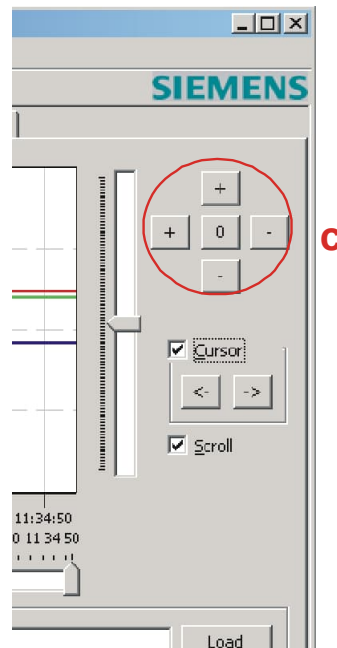 SIEMENS
+
+ 0 -
-
C
Cursor
<- ->
Scroll
11:34:50
0 11 34 50
Load